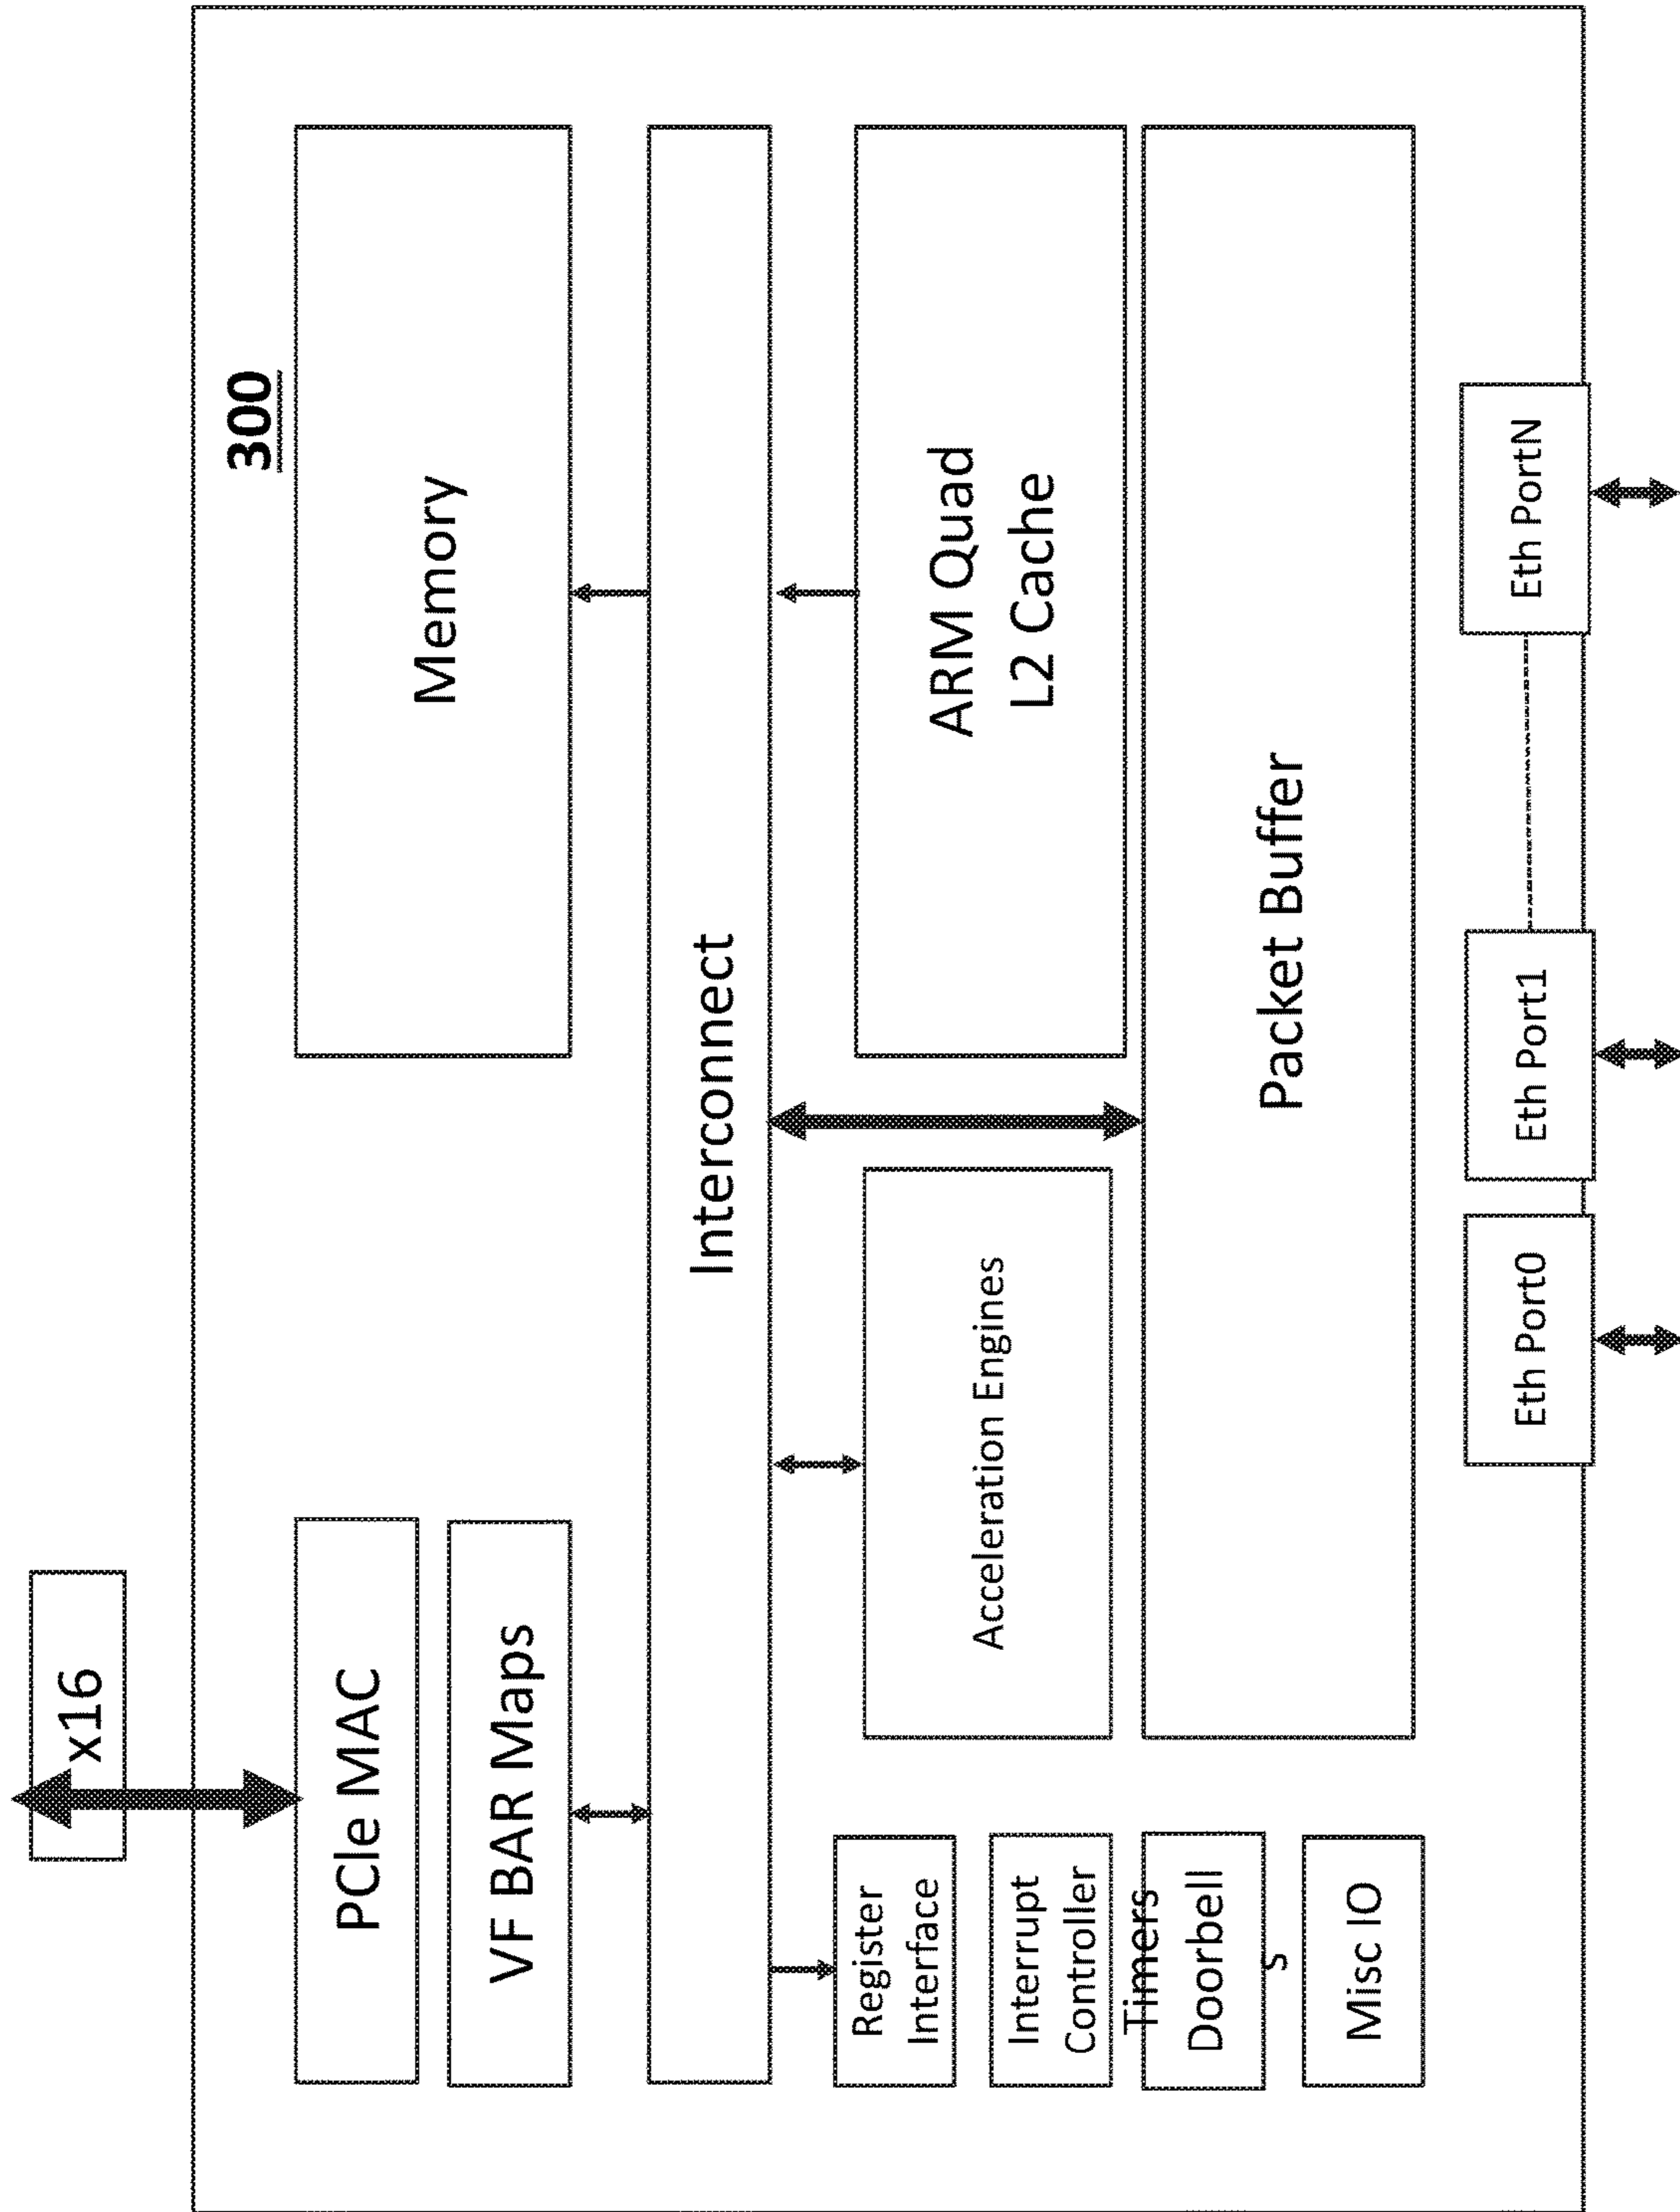 300
x16
PCIe MAC
VF BAR Maps
Memory
Interconnect
Register
Interface
Interrupt
Controller
Timers
Doorbell
s
Misc IO
Acceleration Engines
ARM Quad
L2 Cache
Packet Buffer
Eth Port0
Eth Port1
Eth PortN